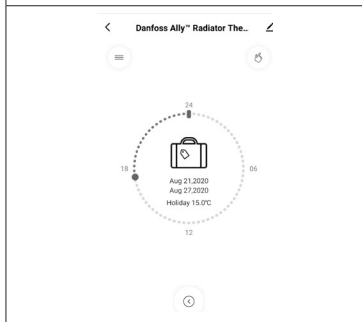 Danfoss Ally™ Radiator The..
24
18
06
Aug 21,2020
Aug 27,2020
Holiday 15.0°C
12